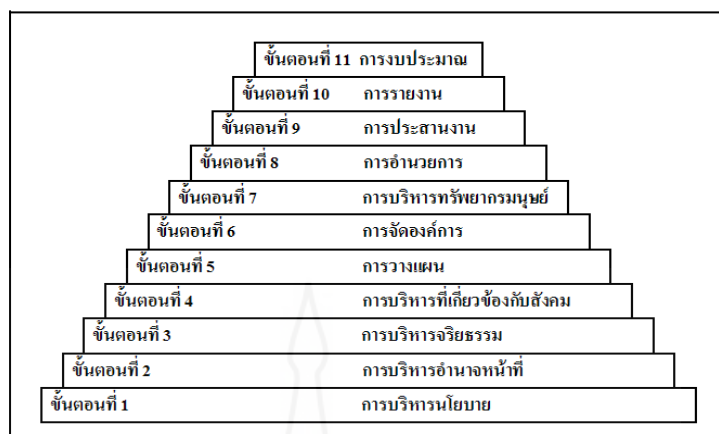 ขั้นตอนที่ 11 การงบประมาณ
ขั้นตอนที่ 10 การรายงาน
ขั้นตอนที่ 9 การประสานงาน
ขั้นตอนที่ 8 การอำนวยการ
ขั้นตอนที่ 7 การบริหารทรัพยากรมนุษย์
ขั้นตอนที่ 6 การจัดองค์การ
ขั้นตอนที่ 5 การวางแผน
ขั้นตอนที่ 4 การบริหารที่เกี่ยวข้องกับสังคม
ขั้นตอนที่ 3 การบริหารจริยธรรม
ขั้นตอนที่ 2 การบริหารอำนาจหน้าที่
ขั้นตอนที่ 1 การบริหารนโยบาย